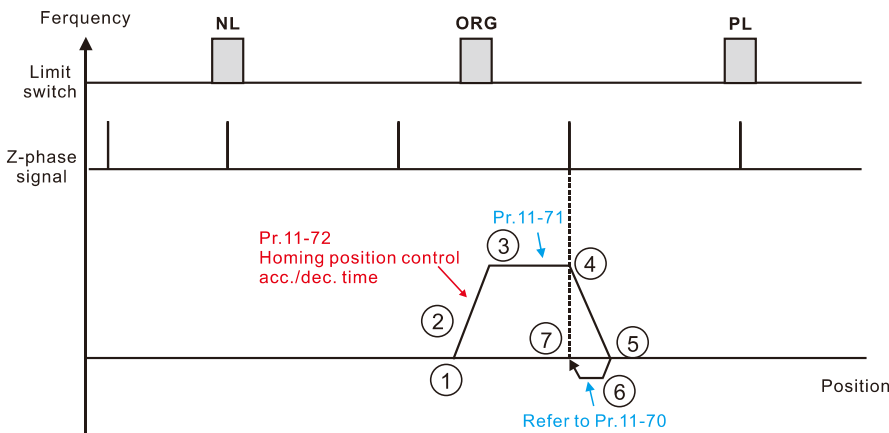 Ferquency
NL
ORG
PL
Limit
switch
Z-phase
signal
Pr.11-71
Pr.11-72
Homing position control
acc./dec. time
3
4
2
7
5
1
6
Position
Refer to Pr.11-70